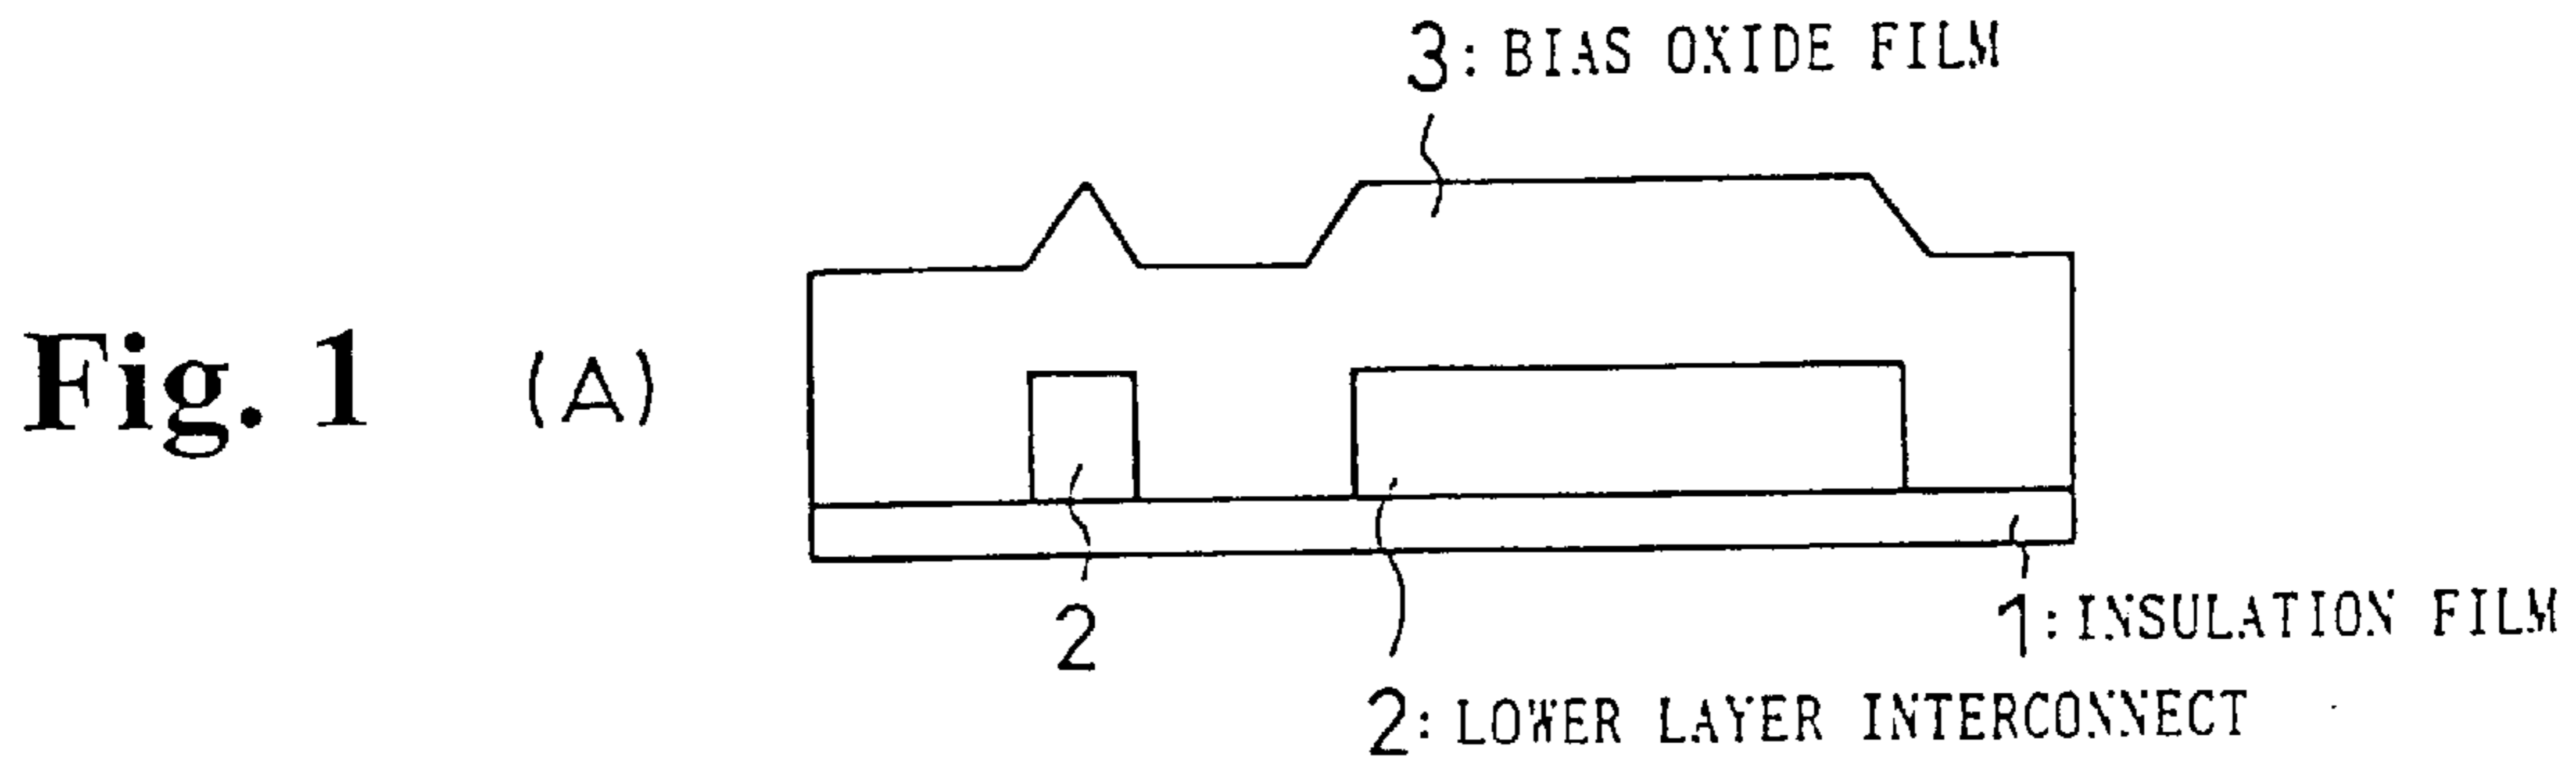 3: BIAS OXIDE FILM
Fig. 1 (A)
2
1: INSULATION FILM
2: LOWER LAYER INTERCONNECT